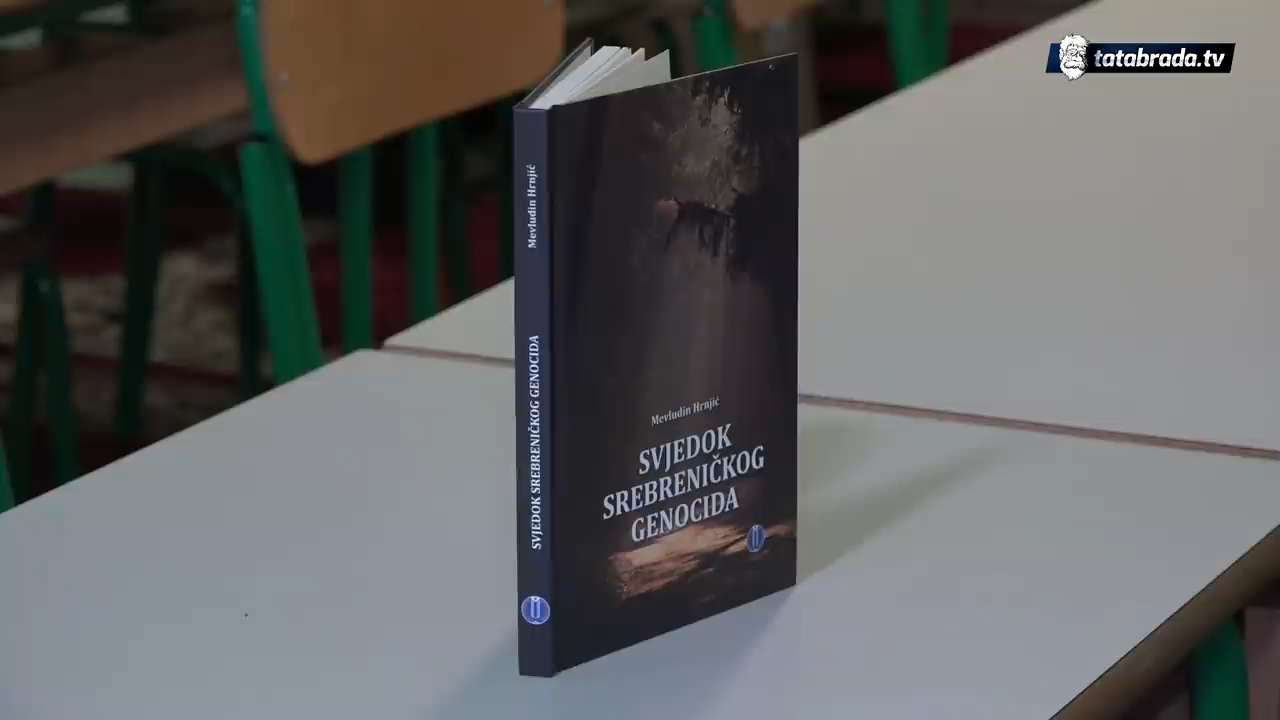 tatabrada.tv
Mevludin Hrnjić
SVJEDOK SREBRENIČKOG GENOCIDA
Mevludin Hrnjić
SVJEDOK
SREBRENIČKOG
GENOCIDA